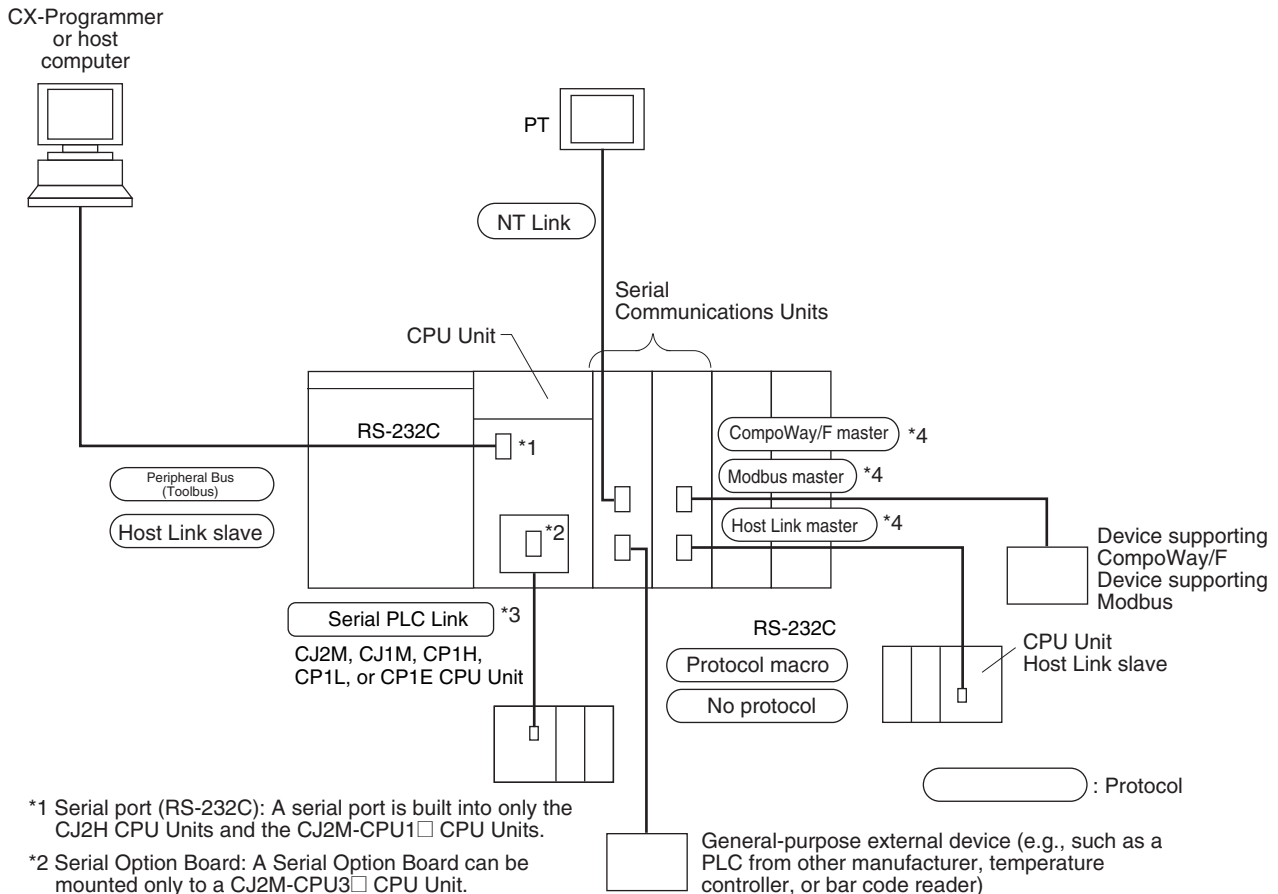 CX-Programmer
or host
computer
PT
NT Link
Serial
Communications Units
CPU Unit
RS-232C
*1
CompoWay/F master
*4
Peripheral Bus
(Toolbus)
Modbus master
*4
Host Link slave
*2
Host Link master
*4
Device supporting
CompoWay/F
Device supporting
Modbus
Serial PLC Link
*3
RS-232C
CJ2M, CJ1M, CP1H,
CP1L, or CP1E CPU Unit
Protocol macro
No protocol
CPU Unit
Host Link slave
: Protocol
*1 Serial port (RS-232C): A serial port is built into only the
CJ2H CPU Units and the CJ2M-CPU1□ CPU Units.
*2 Serial Option Board: A Serial Option Board can be
mounted only to a CJ2M-CPU3□ CPU Unit.
General-purpose external device (e.g., such as a
PLC from other manufacturer, temperature
controller, or bar code reader)